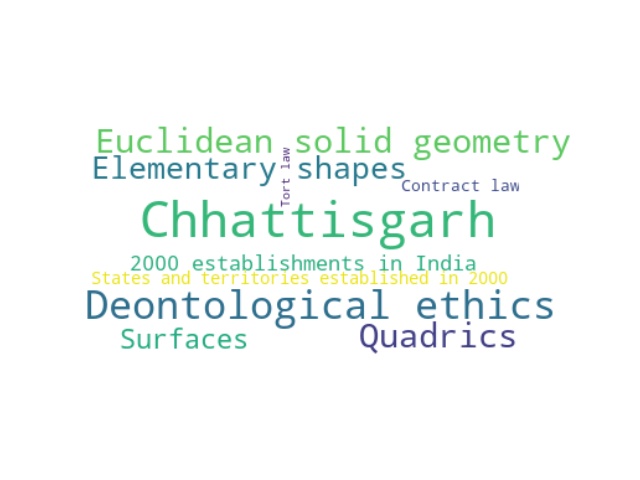 Euclidean solid geometry
Elementary shapes
Tort law
Contract law
Chhattisgarh
2000 establishments in India
States and territories established in 2000
Deontological ethics
Surfaces
Quadrics